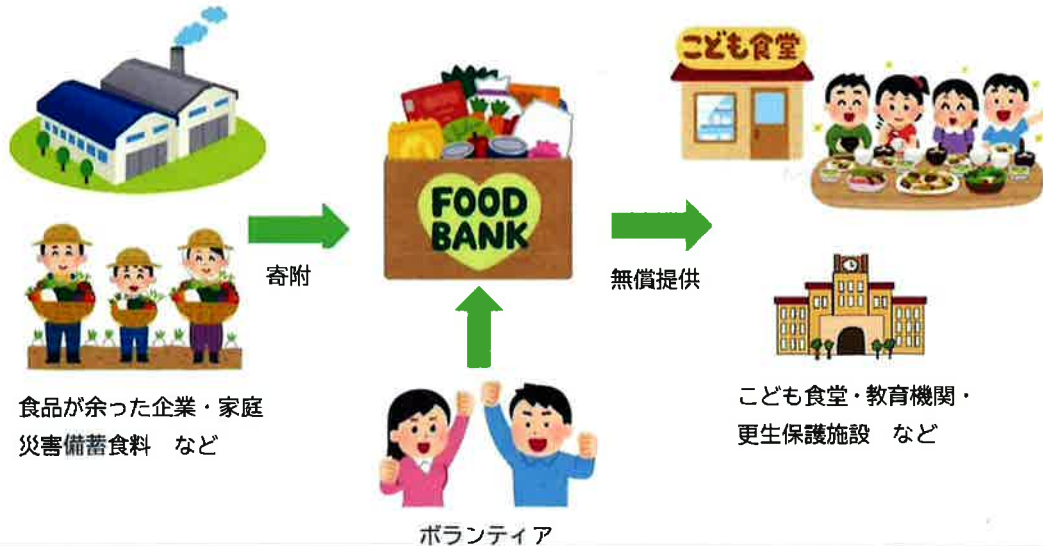 こども食堂
FOOD
BANK
寄附
無償提供
食品が余った企業・家庭
災害備蓄食料　など
こども食堂・教育機関・
更生保護施設　など
ボランティア